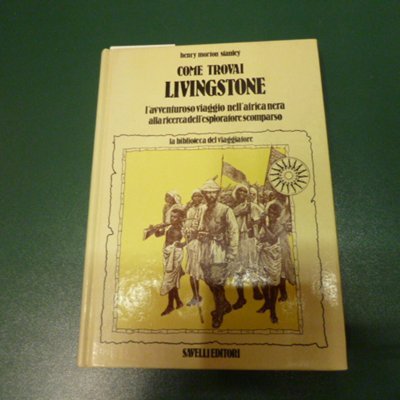 henry morton stanley
COME TROVAI
LIVINGSTONE
l'avventuroso viaggio nell'africa nera
alla ricerca dell'esploratore scomparso
la biblioteca del viaggiatore
SAVELLI EDITORI